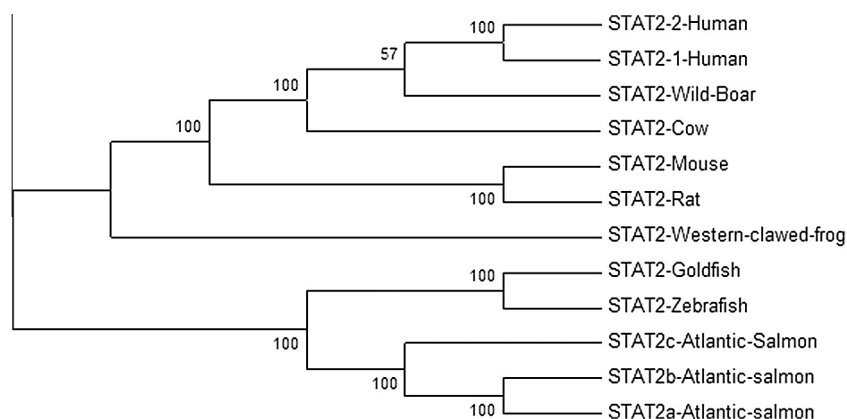 100
STAT2-2-Human
57
STAT2-1-Human
100
STAT2-Wild-Boar
100
STAT2-Cow
STAT2-Mouse
100
STAT2-Rat
STAT2-Western-clawed-frog
100
STAT2-Goldfish
STAT2-Zebrafish
100
STAT2c-Atlantic-Salmon
100
STAT2b-Atlantic-salmon
100
STAT2a-Atlantic-salmon